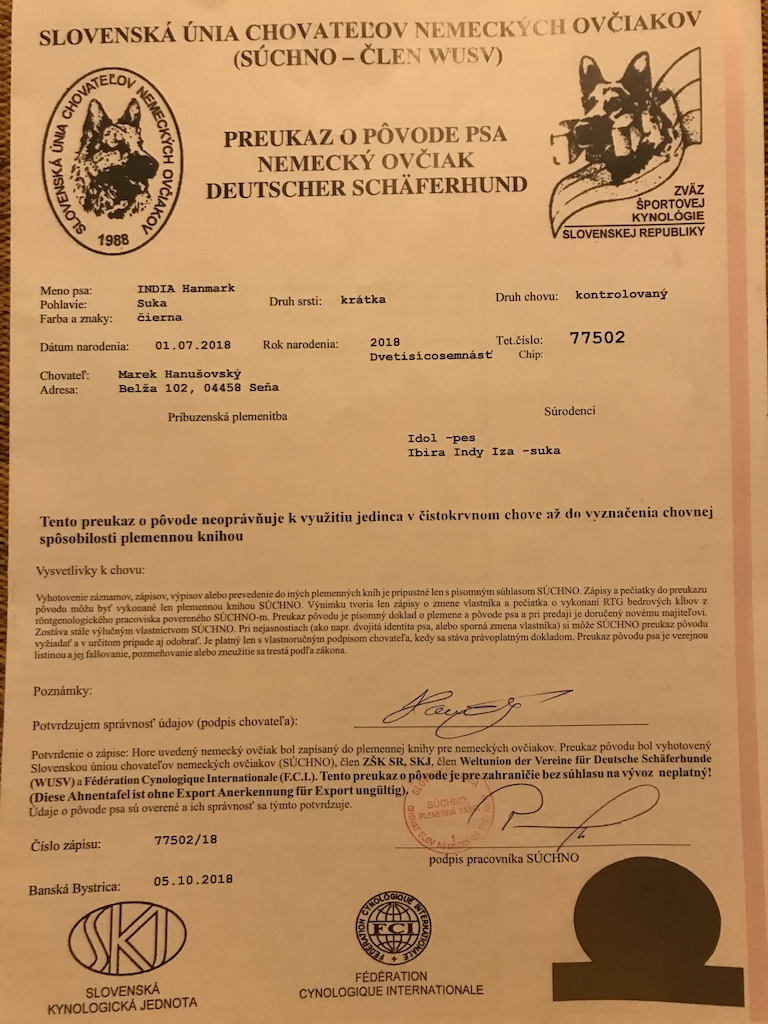 SLOVENSKÁ ÚNIA CHOVATEĽOV NEMECKÝCH OVČIAKOV
(SÚCHNO – ČLEN WUSV)
SLOVENSKÁ ÚNIA CHOVATEĽOV NEMECKÝCH OVČIAKOV
1988
PREUKAZ O PÔVODE PSA
NEMECKÝ OVČIAK
DEUTSCHER SCHÄFERHUND
ZVÄZ
ŠPORTOVEJ
KYNOLÓGIE
SLOVENSKEJ REPUBLIKY
Meno psa: INDIA Hanmark
Pohlavie: Suka Druh srsti: krátka Druh chovu: kontrolovaný
Farba a znaky: čierna
Dátum narodenia: 01.07.2018 Rok narodenia: 2018 Tet.číslo: 77502
Dvetisícosemnásť Chip:
Chovateľ: Marek Hanušovský
Adresa: Belža 102, 04458 Seňa
Príbuzenská plemenitba Súrodenci
Idol -pes
Ibira Indy Iza -suka
Tento preukaz o pôvode neoprávňuje k využitiu jedinca v čistokrvnom chove až do vyznačenia chovnej
spôsobilosti plemennou knihou
Vysvetlivky k chovu:
Vyhotovenie záznamov, zápisov, výpisov alebo prevedenie do iných plemenných kníh je prípustné len s písomným súhlasom SÚCHNO. Zápisy a pečiatky do preukazu
pôvodu môžu byť vykonané len plemennou knihou SÚCHNO. Výnimku tvoria len zápisy o zmene vlastníka a pečiatka o vykonaní RTG bedrových kĺbov z
röntgenologického pracoviska povereného SÚCHNO-m. Preukaz pôvodu je písomný doklad o plemene a pôvode psa a pri predaji je doručený novému majiteľovi.
Zostáva stále výlučným vlastníctvom SÚCHNO. Pri nejasnostiach (ako napr. dvojitá identita psa, alebo sporná zmena vlastníka) si môže SÚCHNO preukaz pôvodu
vyžiadať a v určitom prípade aj odobrať. Je platný len s vlastnoručným podpisom chovateľa, kedy sa stáva právoplatným dokladom. Preukaz pôvodu psa je verejnou
listinou a jej falšovanie, pozmeňovanie alebo zneužitie sa trestá podľa zákona.
Poznámky:
Potvrdzujem správnosť údajov (podpis chovateľa):
Potvrdenie o zápise: Hore uvedený nemecký ovčiak bol zapísaný do plemennej knihy pre nemeckých ovčiakov. Preukaz pôvodu bol vyhotovený
Slovenskou úniou chovateľov nemeckých ovčiakov (SÚCHNO), člen ZŠK SR, SKJ, člen Weltunion der Vereine für Deutsche Schäferhunde
(WUSV) a Fédération Cynologique Internationale (F.C.I.). Tento preukaz o pôvode je pre zahraničie bez súhlasu na vývoz neplatný!
(Diese Ahnentafel ist ohne Export Anerkennung für Export ungültig).
Údaje o pôvode psa sú overené a ich správnosť sa týmto potvrdzuje.
SÚCHNO
1
Číslo zápisu: 77502/18
podpis pracovníka SÚCHNO
Banská Bystrica: 05.10.2018
SKJ
SLOVENSKÁ
KYNOLOGICKÁ JEDNOTA
FÉDÉRATION CYNOLOGIQUE INTERNATIONALE
FCI
FÉDÉRATION
CYNOLOGIQUE INTERNATIONALE